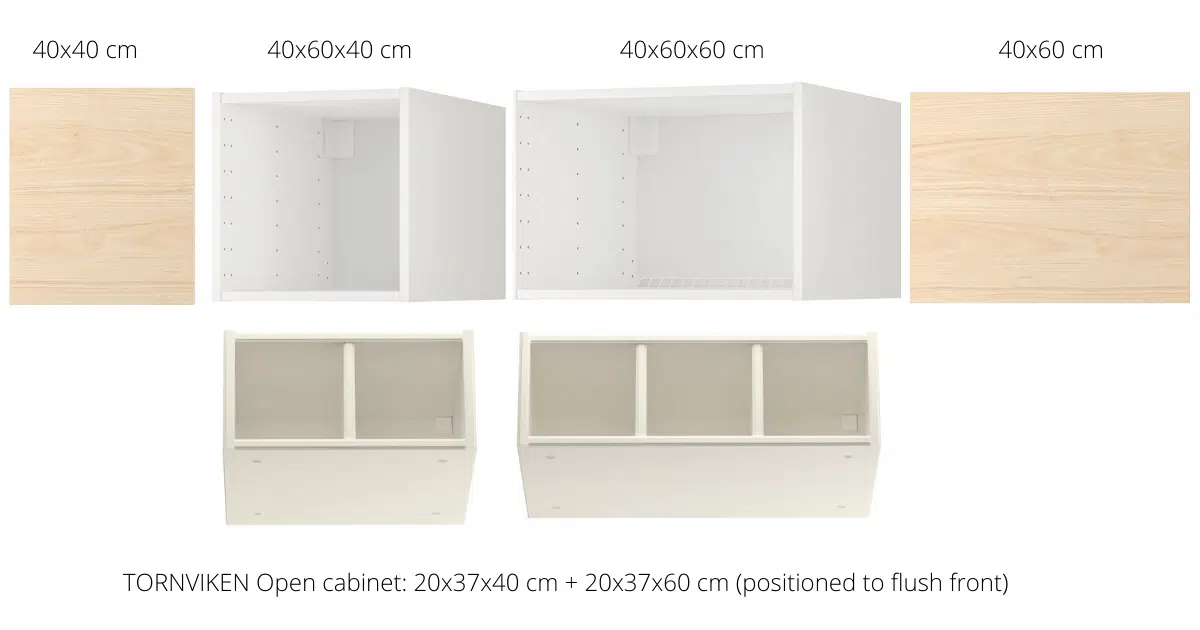 40x40 cm
40x60x40 cm
40x60x60 cm
40x60 cm
TORNVIKEN Open cabinet: 20x37x40 cm + 20x37x60 cm (positioned to flush front)